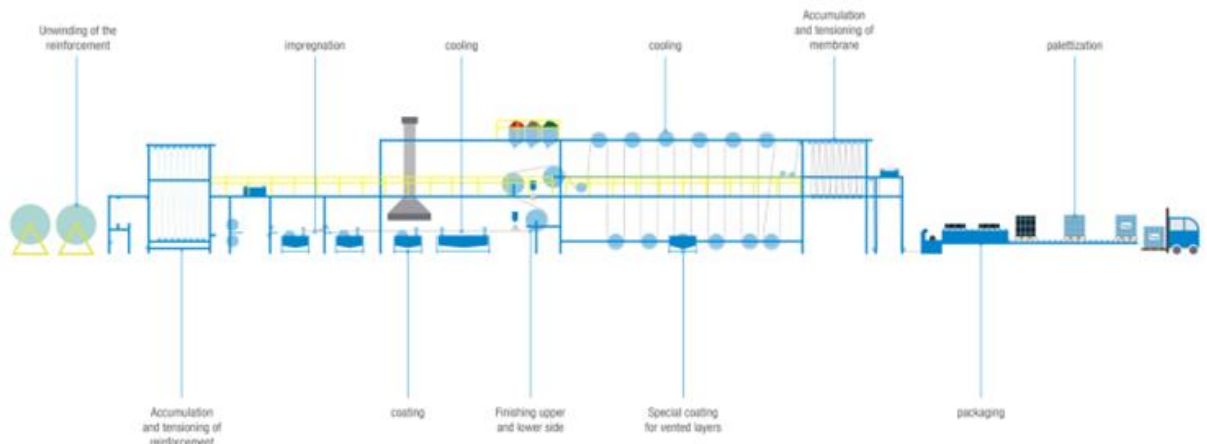 Unwinding of the
reinforcement
impregnation
cooling
cooling
Accumulation
and tensioning of
membrane
palettization
Accumulation
and tensioning of
reinforcement
coating
Finishing upper
and lower side
Special coating
for vented layers
packaging